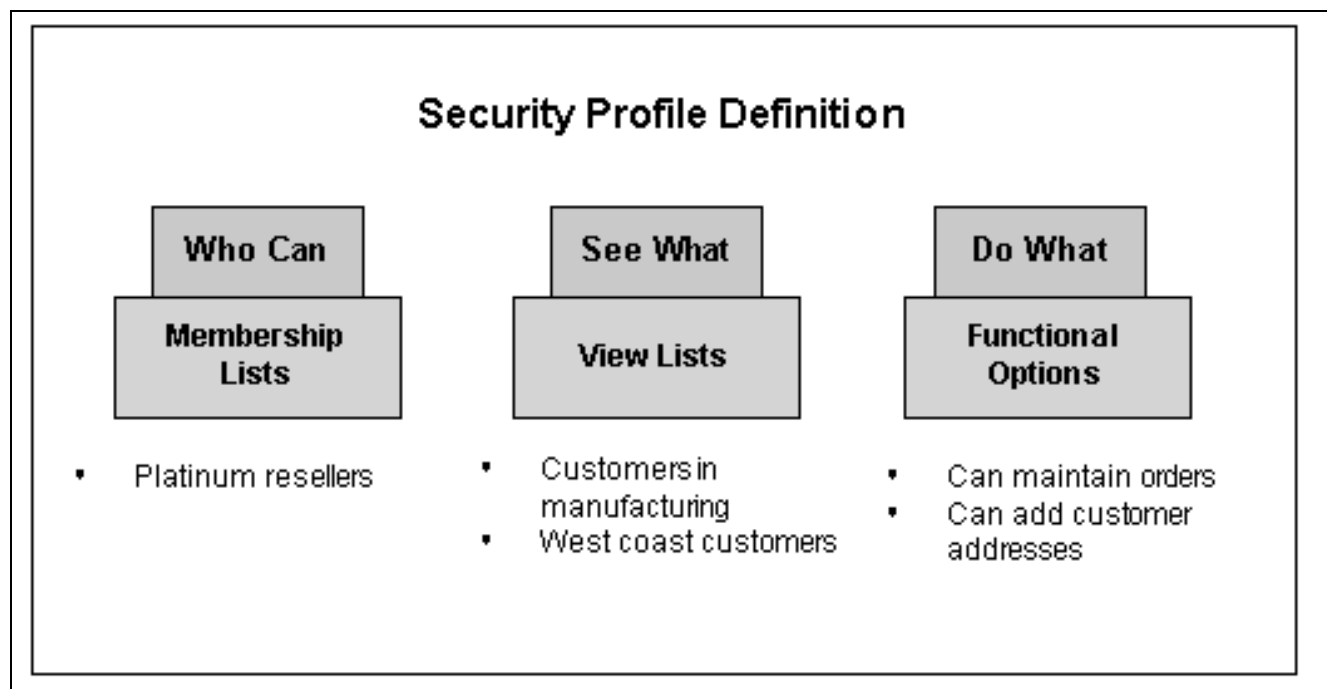 Security Profile Definition
Who Can
Membership
Lists
• Platinum resellers
See What
View Lists
• Customers in
manufacturing
• West coast customers
Do What
Functional
Options
• Can maintain orders
• Can add customer
addresses